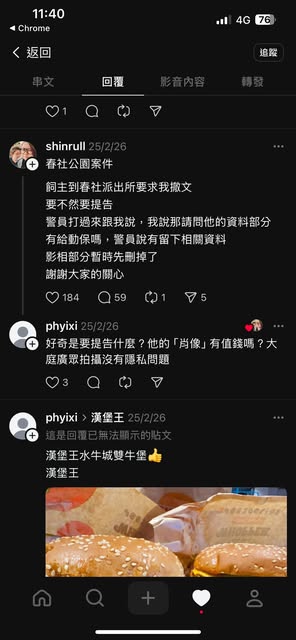 11:40
4G 76
Chrome
返回
追蹤
串文
回覆
影音內容
轉發
1
shinrull 25/2/26
春社公園案件
飼主到春社派出所要求我撤文
要不然要提告
警員打過來跟我說，我說那請問他的資料部分
有給動保嗎，警員說有留下相關資料
影相部分暫時先刪掉了
謝謝大家的關心
184
59
1
5
phyixi 25/2/26
好奇是要提告什麼？他的「肖像」有值錢嗎？大
庭廣眾拍攝沒有隱私問題
3
phyixi > 漢堡王 25/2/26
這是回覆已無法顯示的貼文
漢堡王水牛城雙牛堡👍
漢堡王